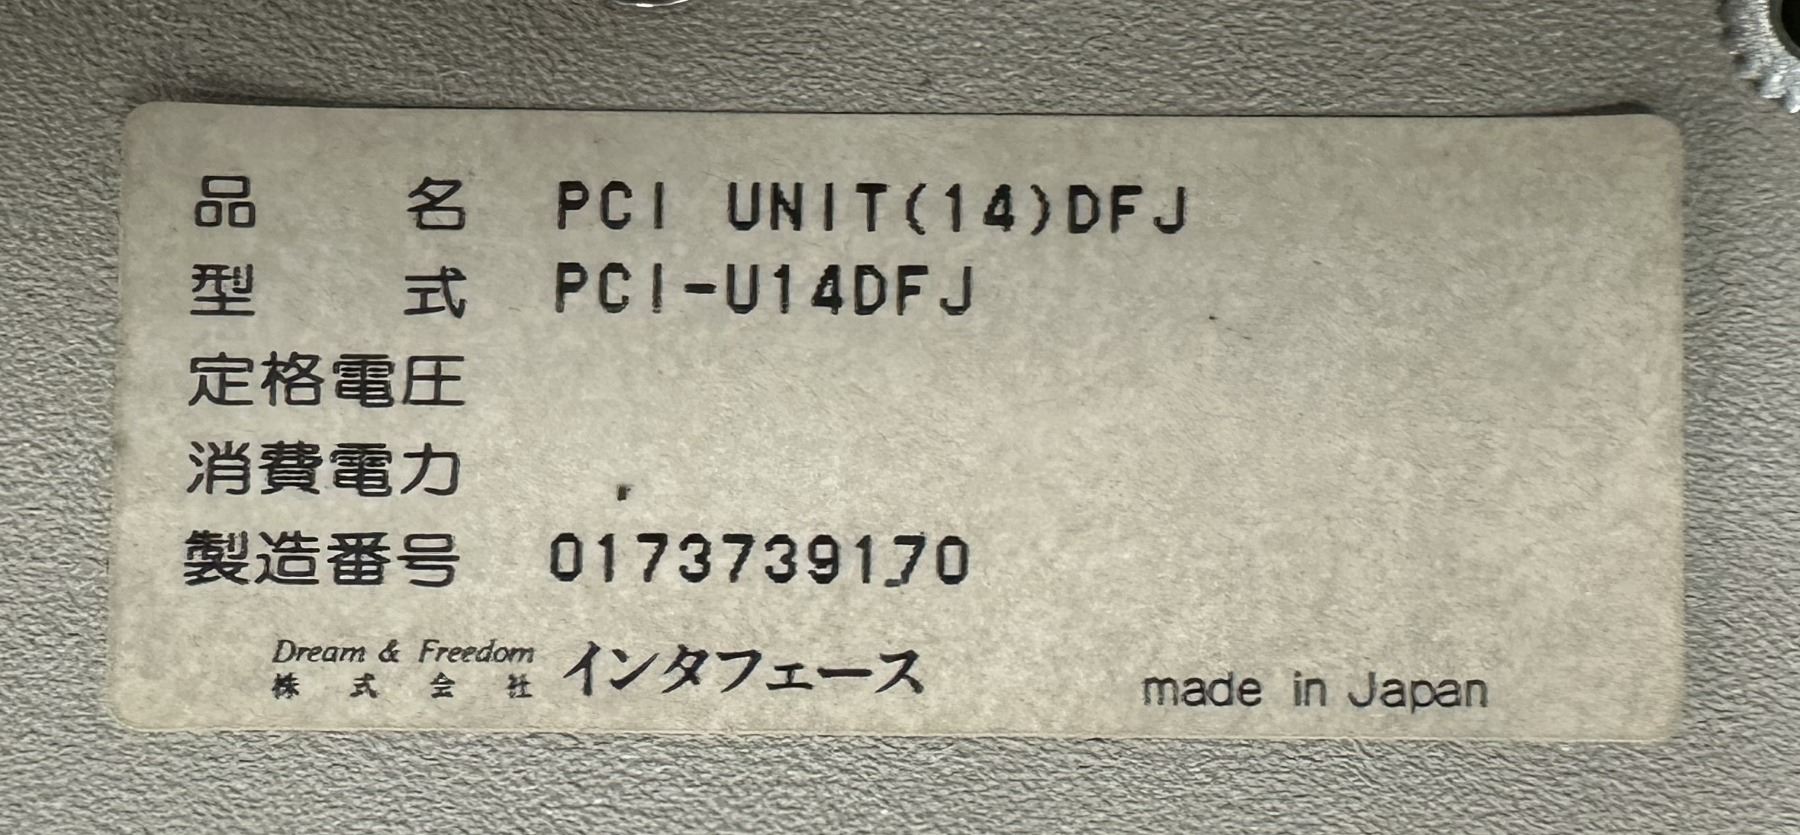 品名 PCI UNIT(14)DFJ
型式 PCI-U14DFJ
定格電圧
消費電力
製造番号 0173739170
Dream & Freedom
株式会社 インタフェース
made in Japan